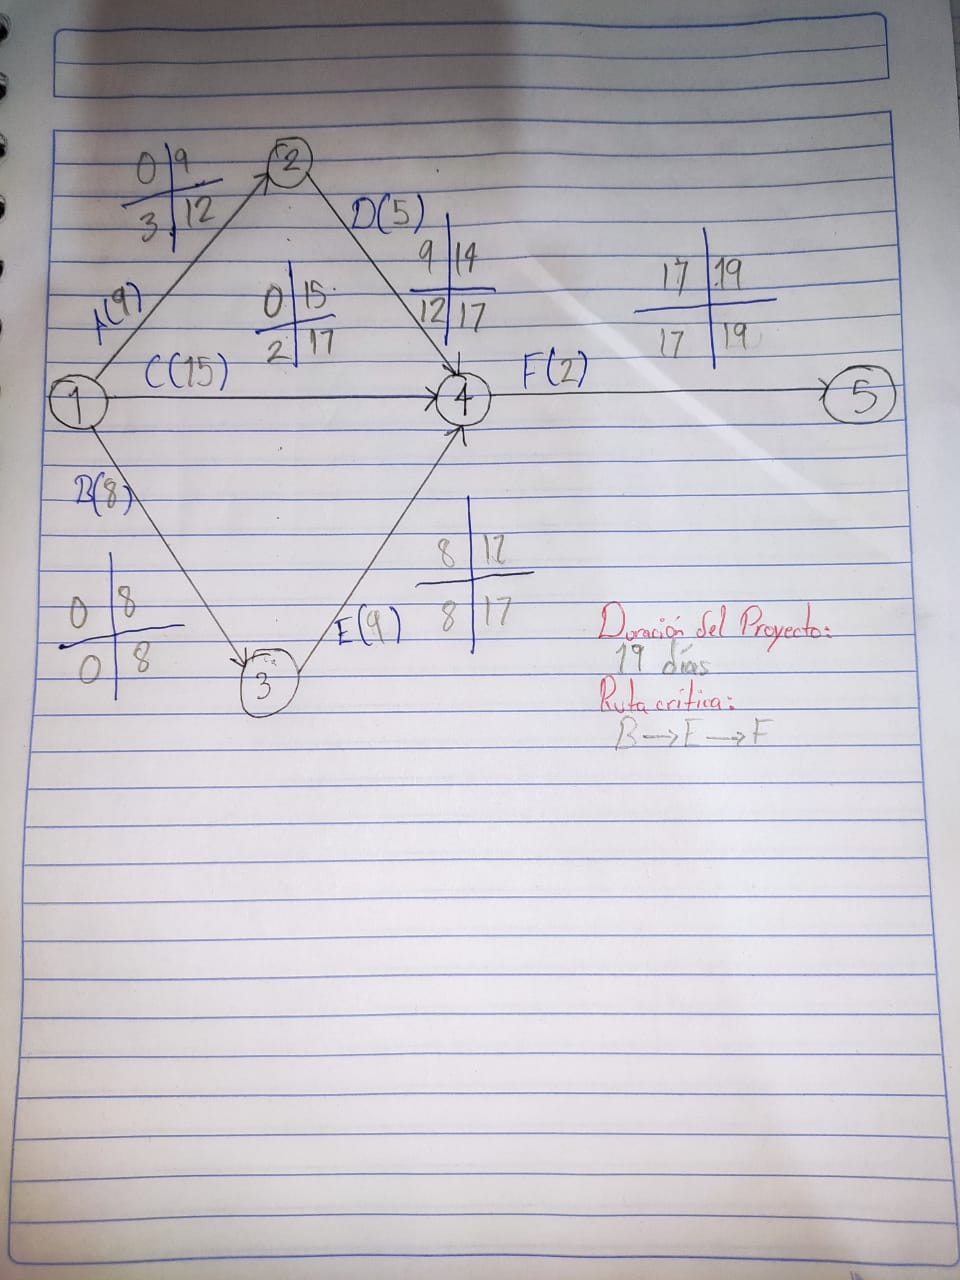 0 9
3 12
2
D(5)
9 14
12 17
A(9)
0 15
2 17
17 19
17 19
C(15)
F(2)
1
4
5
B(8)
8 12
8 17
0 8
0 8
E(9)
3
Duración del Proyecto:
19 días
Ruta crítica:
B→E→F